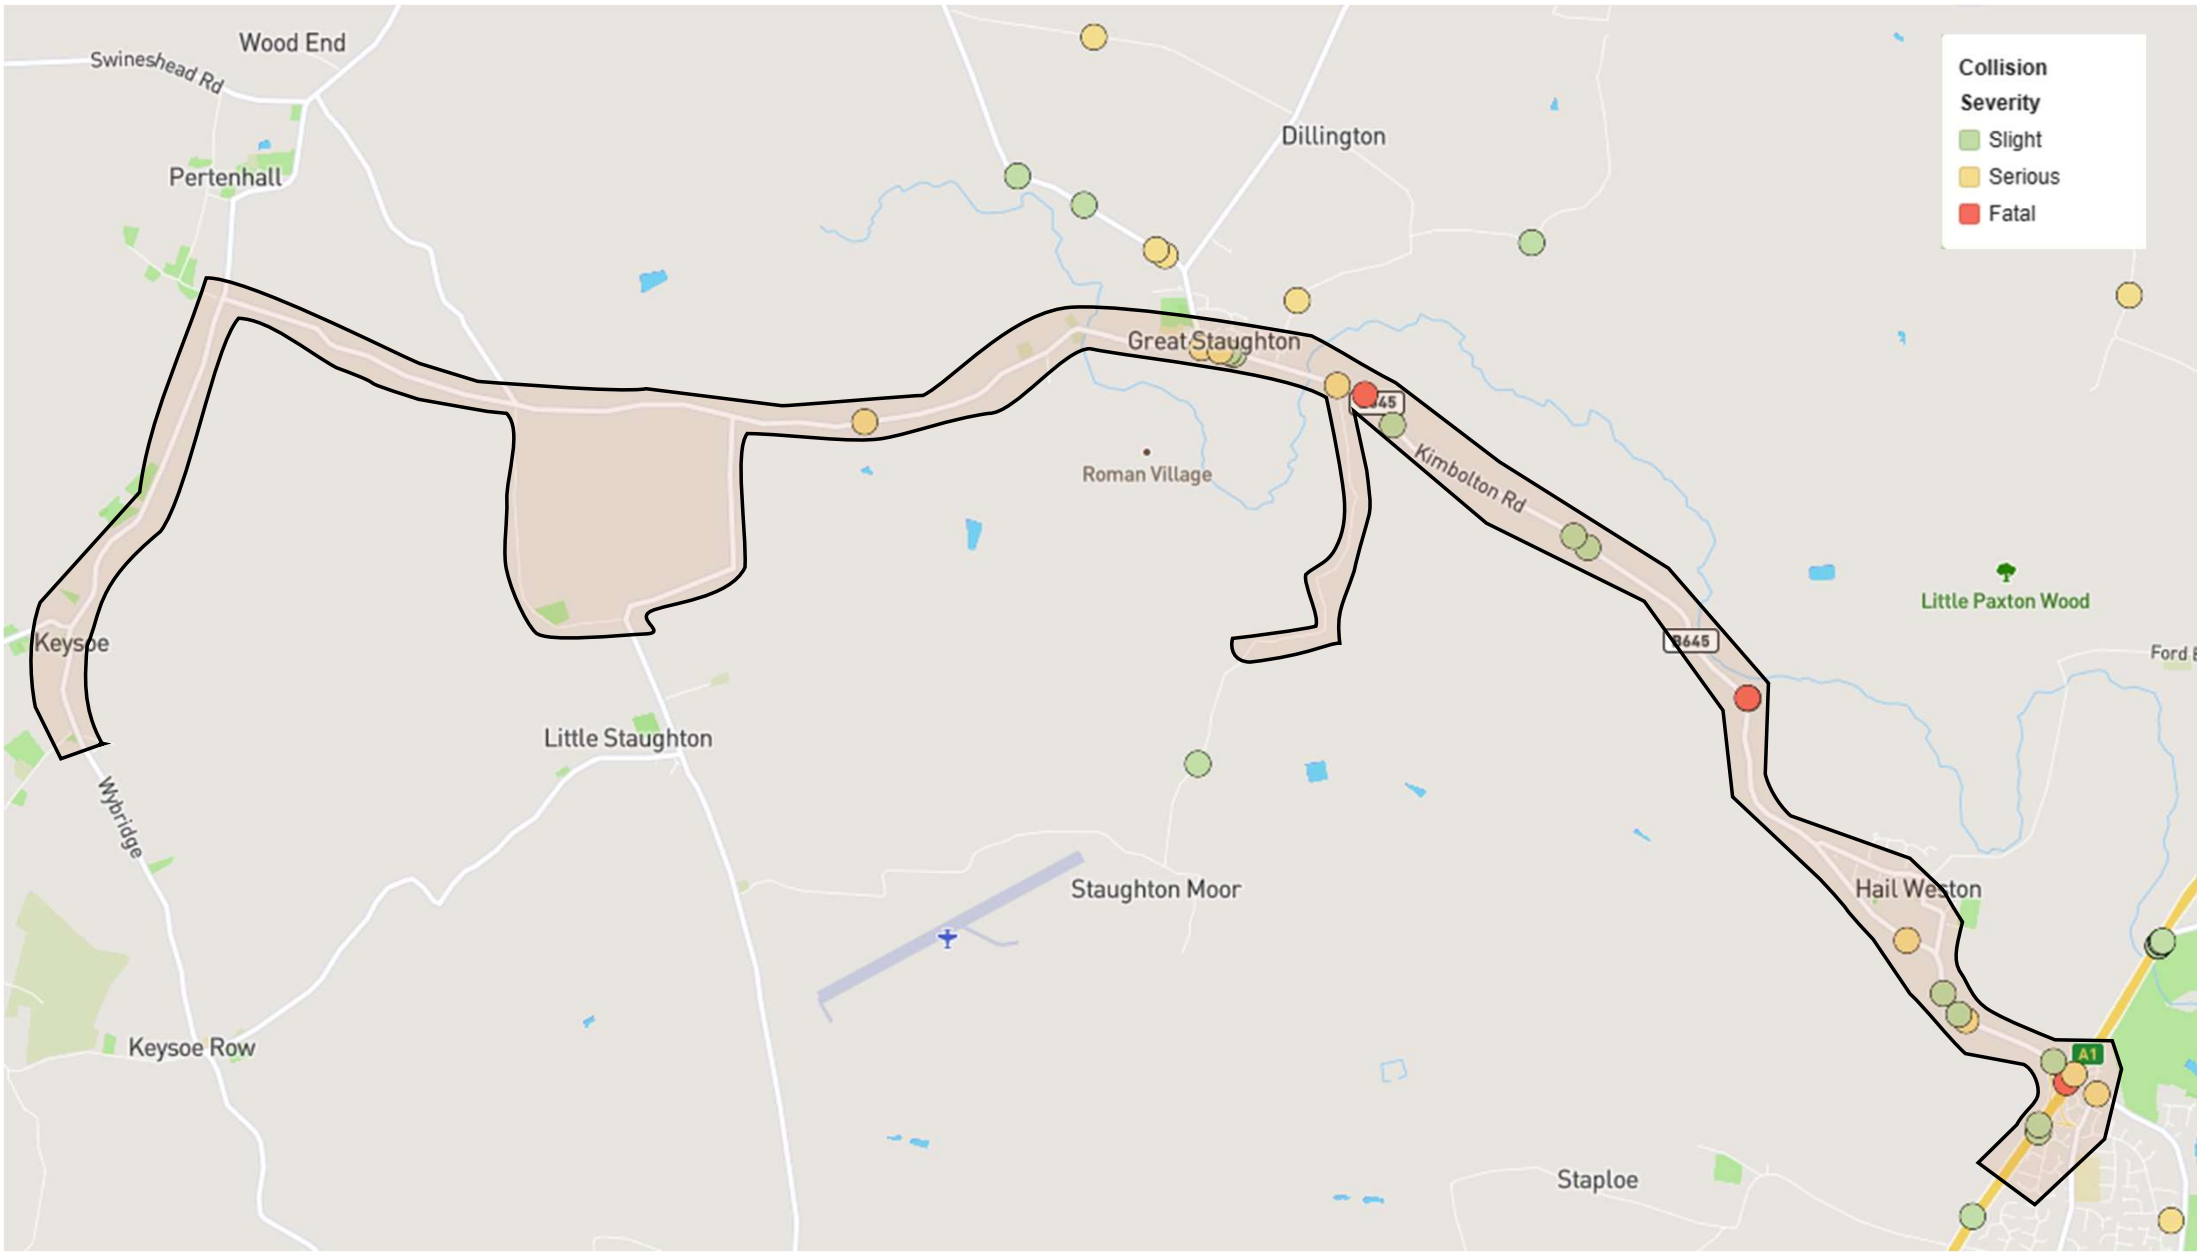 Wood End
Swineshead Rd
Collision
Severity
Slight
Serious
Fatal
Dillington
Pertenhall
Great Staughton
Kimbolton Rd
Roman Village
Little Paxton Wood
Keysoe
B645
Ford
Little Staughton
Wybridge
Hail Weston
Staughton Moor
Keysoe Row
A1
Staploe